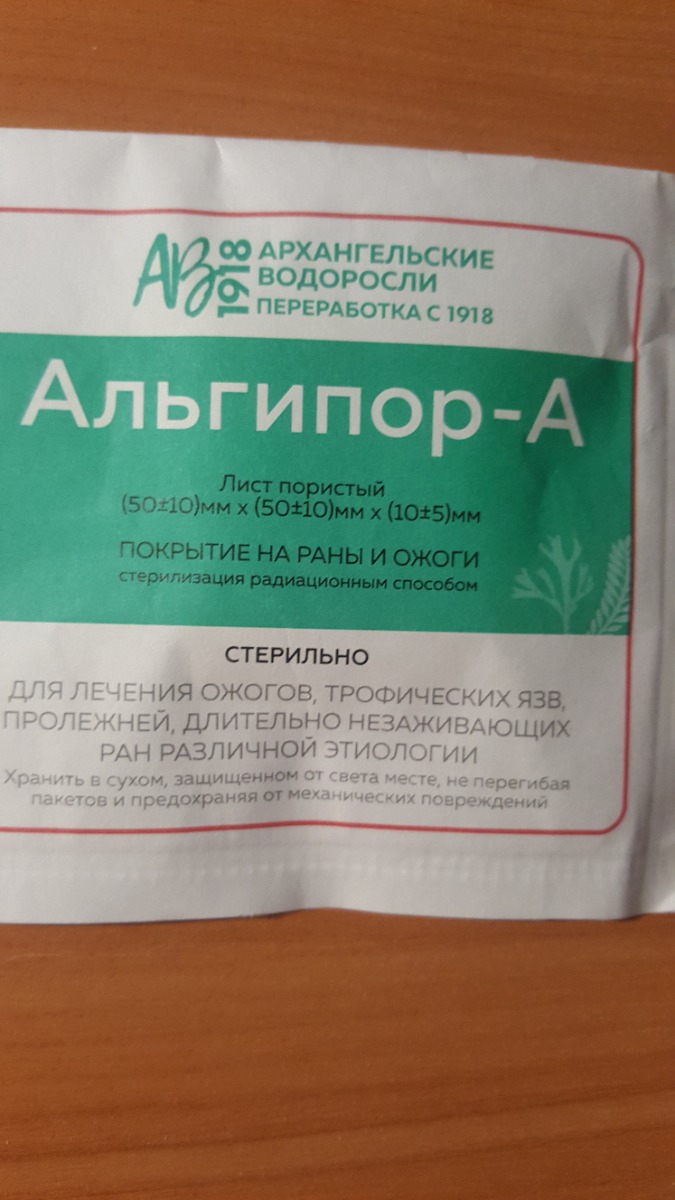 АВ 1918 АРХАНГЕЛЬСКИЕ
ВОДОРОСЛИ
ПЕРЕРАБОТКА С 1918
Альгипор-А
Лист пористый
(50±10)мм х (50±10)мм х (10±5)мм
ПОКРЫТИЕ НА РАНЫ И ОЖОГИ
стерилизация радиационным способом
СТЕРИЛЬНО
ДЛЯ ЛЕЧЕНИЯ ОЖОГОВ, ТРОФИЧЕСКИХ ЯЗВ,
ПРОЛЕЖНЕЙ, ДЛИТЕЛЬНО НЕЗАЖИВАЮЩИХ
РАН РАЗЛИЧНОЙ ЭТИОЛОГИИ
Хранить в сухом, защищенном от света месте, не перегибая
пакетов и предохраняя от механических повреждений